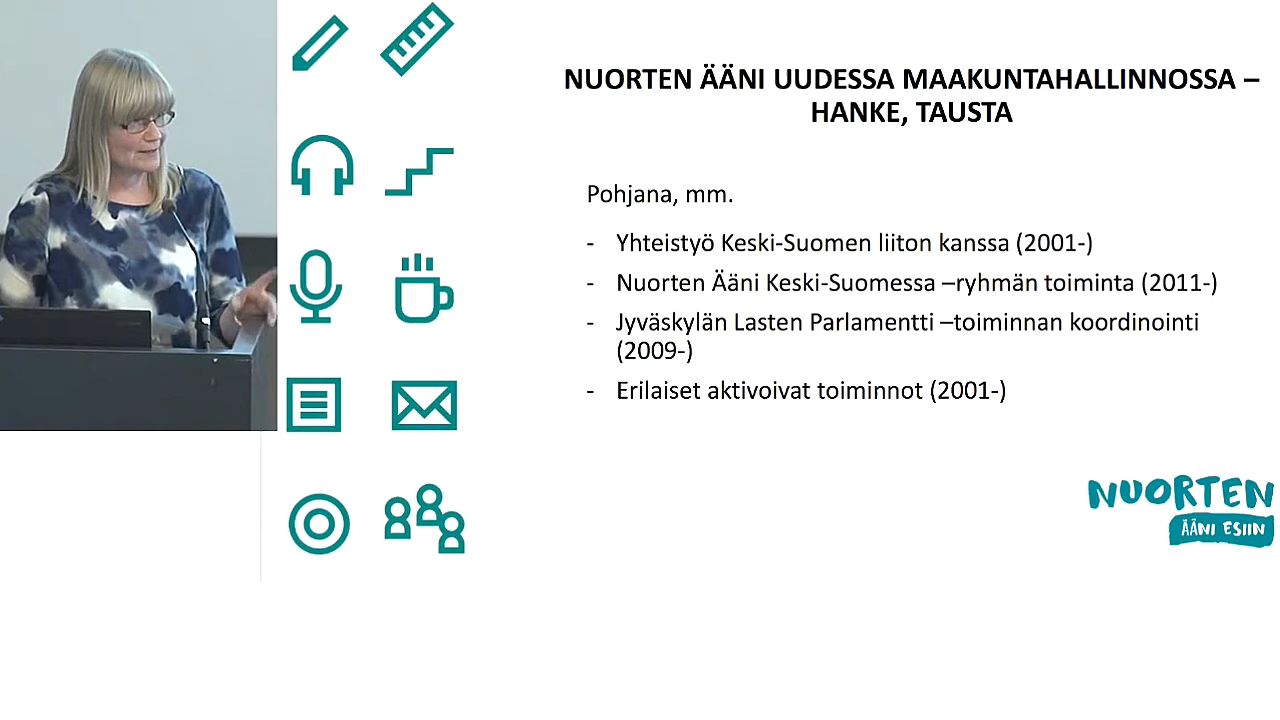 NUORTEN ÄÄNI UUDESSA MAAKUNTAHALLINNOSSA –
HANKE, TAUSTA
Pohjana, mm.
- Yhteistyö Keski-Suomen liiton kanssa (2001-)
- Nuorten Ääni Keski-Suomessa –ryhmän toiminta (2011-)
- Jyväskylän Lasten Parlamentti –toiminnan koordinointi
(2009-)
- Erilaiset aktivoivat toiminnot (2001-)
NUORTEN
ÄÄNI ESIIN